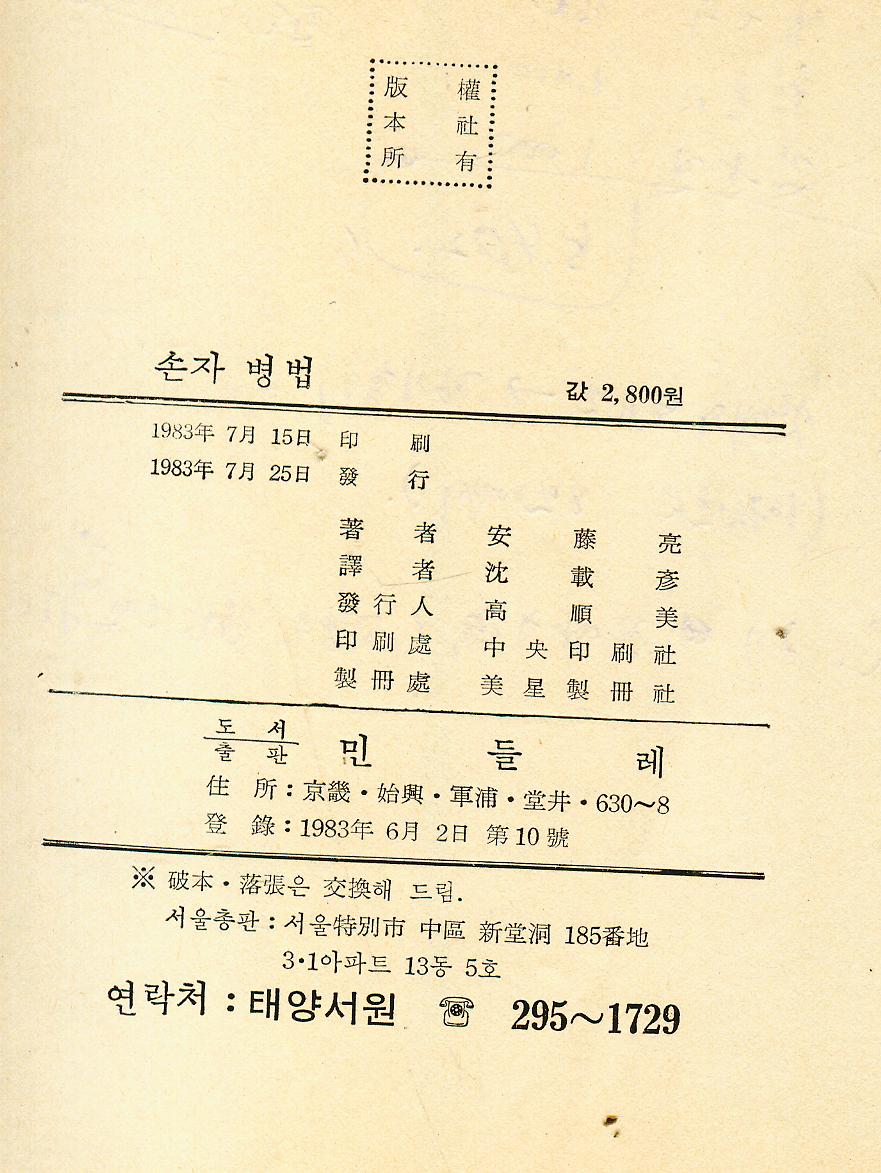 版 權
本 社
所 有
손자 병법
값 2,800원
1983年 7月 15日 印 刷
1983年 7月 25日 發 行
著 者 安 藤 亮
譯 者 沈 載 彥
發 行 人 高 順 美
印 刷 處 中 央 印 刷 社
製 冊 處 美 星 製 冊 社
도 서
출 판 민 들 레
住 所 : 京畿・始興・軍浦・堂井・630~8
登 錄 : 1983年 6月 2日 第10號
※ 破本・落張은 交換해 드림.
서울총판 : 서울特別市 中區 新堂洞 185番地
3・1아파트 13동 5호
연락처 : 태양서원 ☎ 295~1729